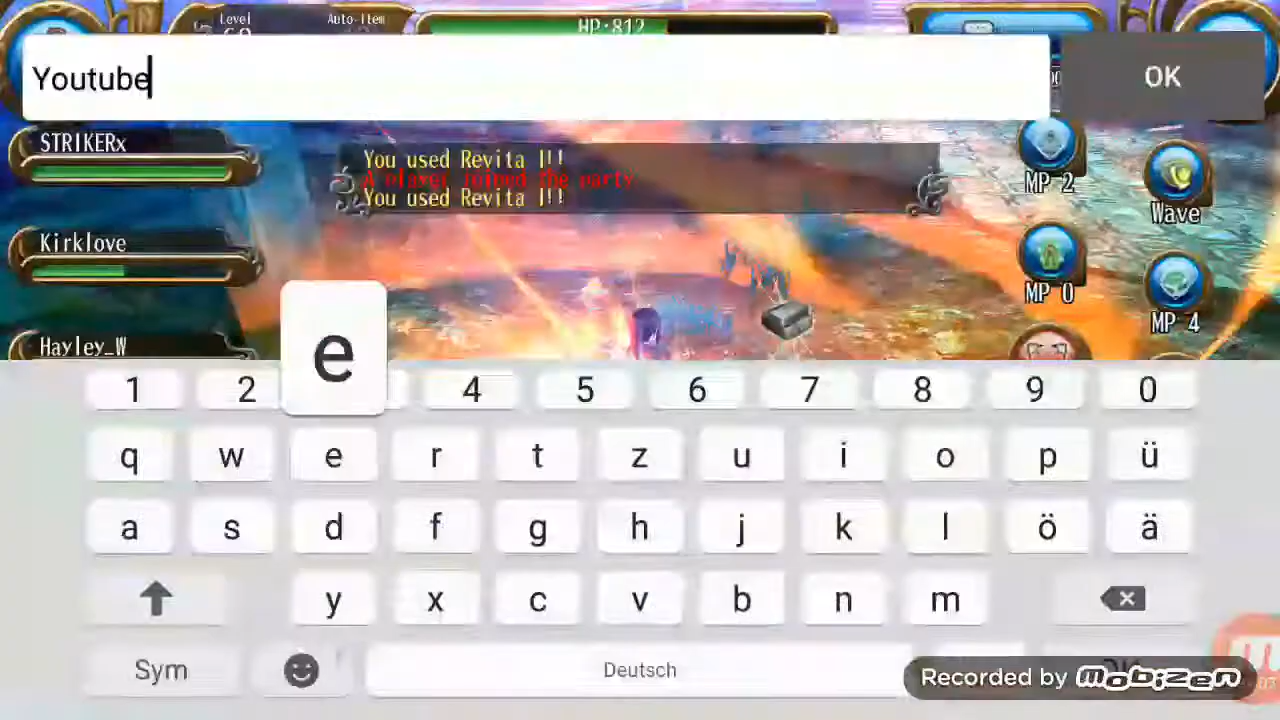 Level
Auto-Item
HP:812
Youtube
OK
STRIKERx
You used Revita I!!
A player joined the party
You used Revita I!!
MP 2
Wave
Kirklove
MP 0
MP 4
Hayley_W
e
1 2 4 5 6 7 8 9 0
q w e r t z u i o p ü
a s d f g h j k l ö ä
y x c v b n m
Sym
Deutsch
Recorded by mobizen